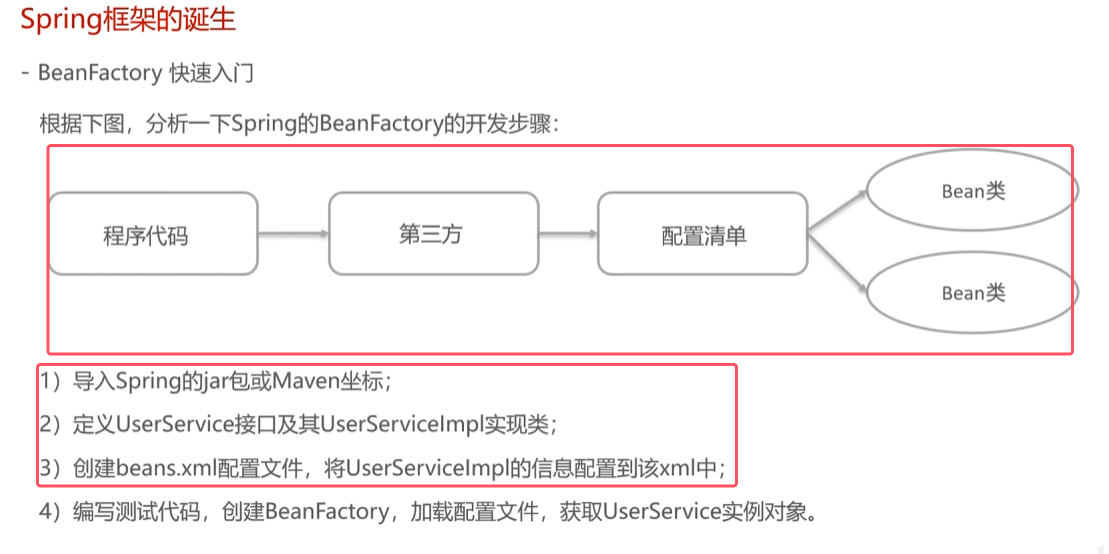 Spring框架的诞生
- BeanFactory 快速入门
根据下图，分析一下Spring的BeanFactory的开发步骤：
程序代码
第三方
配置清单
Bean类
Bean类
1）导入Spring的jar包或Maven坐标；
2）定义UserService接口及其UserServiceImpl实现类；
3）创建beans.xml配置文件，将UserServiceImpl的信息配置到该xml中；
4）编写测试代码，创建BeanFactory，加载配置文件，获取UserService实例对象。